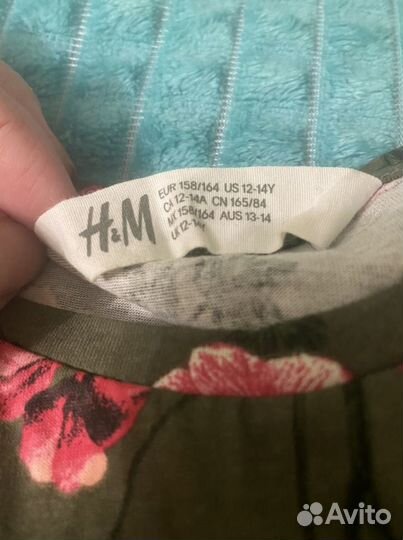 H&M
EUR 158/164 US 12-14Y
CA 12-14A CN 165/84
MX 158/164 AUS 13-14
UK 12-14Y
Avito